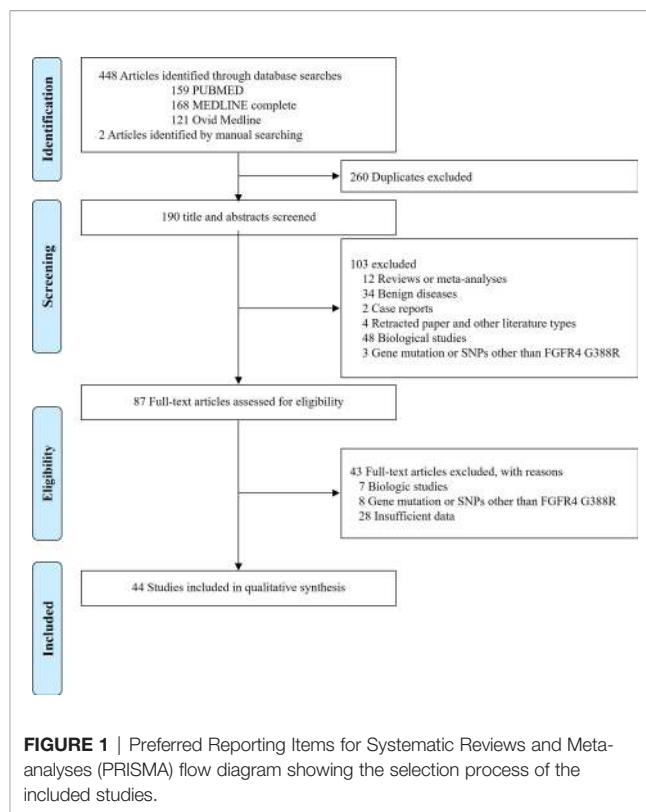 Identification
448 Articles identified through database searches
159 PUBMED
168 MEDLINE complete
121 Ovid Medline
2 Articles identified by manual searching
260 Duplicates excluded
Screening
190 title and abstracts screened
103 excluded
12 Reviews or meta-analyses
34 Benign diseases
2 Case reports
4 Retracted paper and other literature types
48 Biological studies
3 Gene mutation or SNPs other than FGFR4 G388R
Eligibility
87 Full-text articles assessed for eligibility
43 Full-text articles excluded, with reasons
7 Biologic studies
8 Gene mutation or SNPs other than FGFR4 G388R
28 Insufficient data
Included
44 Studies included in qualitative synthesis
FIGURE 1 | Preferred Reporting Items for Systematic Reviews and Meta-
analyses (PRISMA) flow diagram showing the selection process of the
included studies.